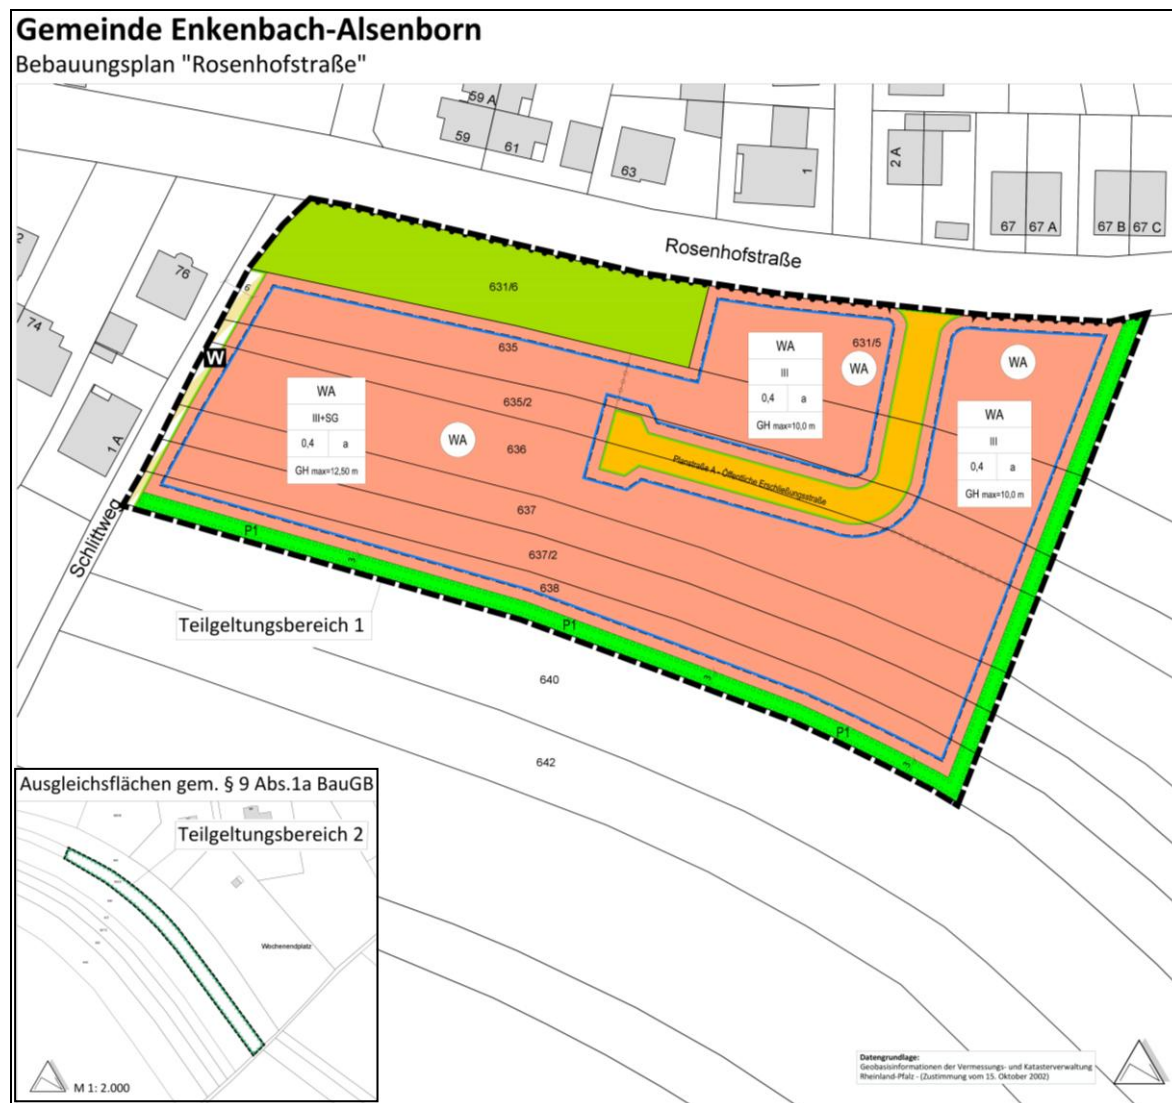 Gemeinde Enkenbach-Alsenborn
Bebauungsplan "Rosenhofstraße"
59 A
59
61
63
1
2 A
67
67 A
67 B
67 C
Rosenhofstraße
76
74
1 A
631/6
6
W
635
631/5
WA
III
0,4 a
GH max=10,0 m
WA
WA
WA
III
0,4 a
GH max=10,0 m
WA
III+SG
0,4 a
GH max=12,50 m
WA
635/2
636
Planstraße A - Öffentliche Erschließungsstraße
637
637/2
638
Schlittweg
P1
3
P1
3
P1
3
Teilgeltungsbereich 1
640
642
Ausgleichsflächen gem. § 9 Abs.1a BauGB
Teilgeltungsbereich 2
Wochenendplatz
M 1: 2.000
Datengrundlage:
Geobasisinformationen der Vermessungs- und Katasterverwaltung
Rheinland-Pfalz - (Zustimmung vom 15. Oktober 2002)